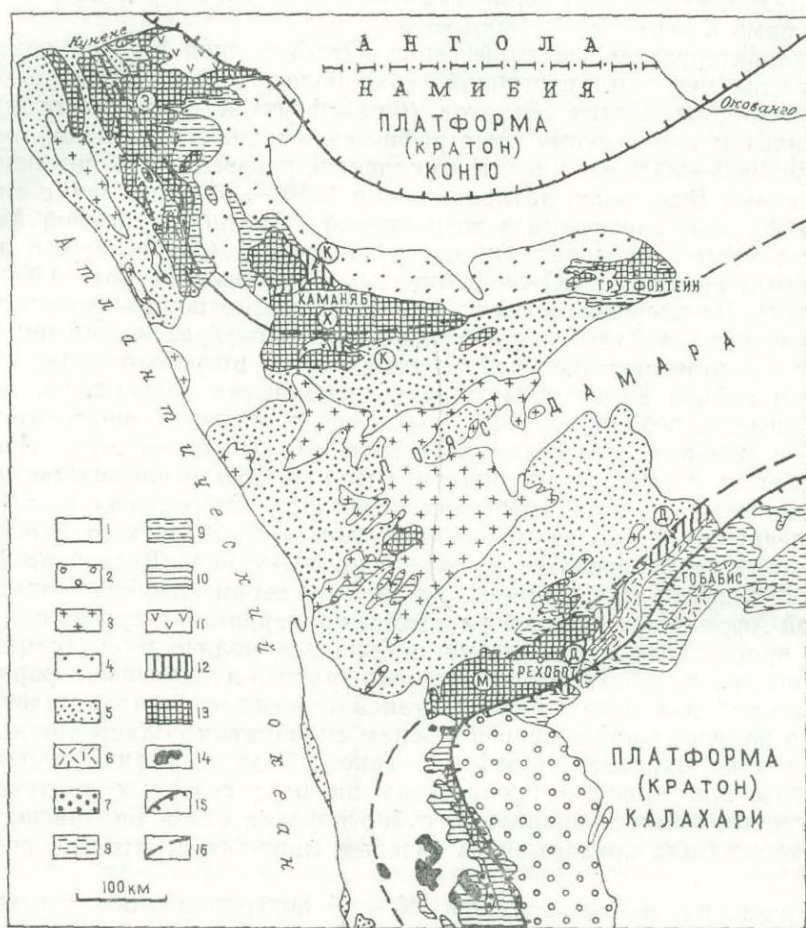 Кунене
АНГОЛА
НАМИБИЯ
Окованго
ПЛАТФОРМА
(КРАТОН)
КОНГО
З
К
КАМАНЯБ
Х
К
ГРУТФОНТЕЙН
ПОЯС ДАМАРА
Атлантический океан
Д
ГОБАБИС
Д
РЕХОБОТ
М
ПЛАТФОРМА
(КРАТОН)
КАЛАХАРИ
1 9
2 10
3 11
4 12
5 13
6 14
7 15
8 16
100 км